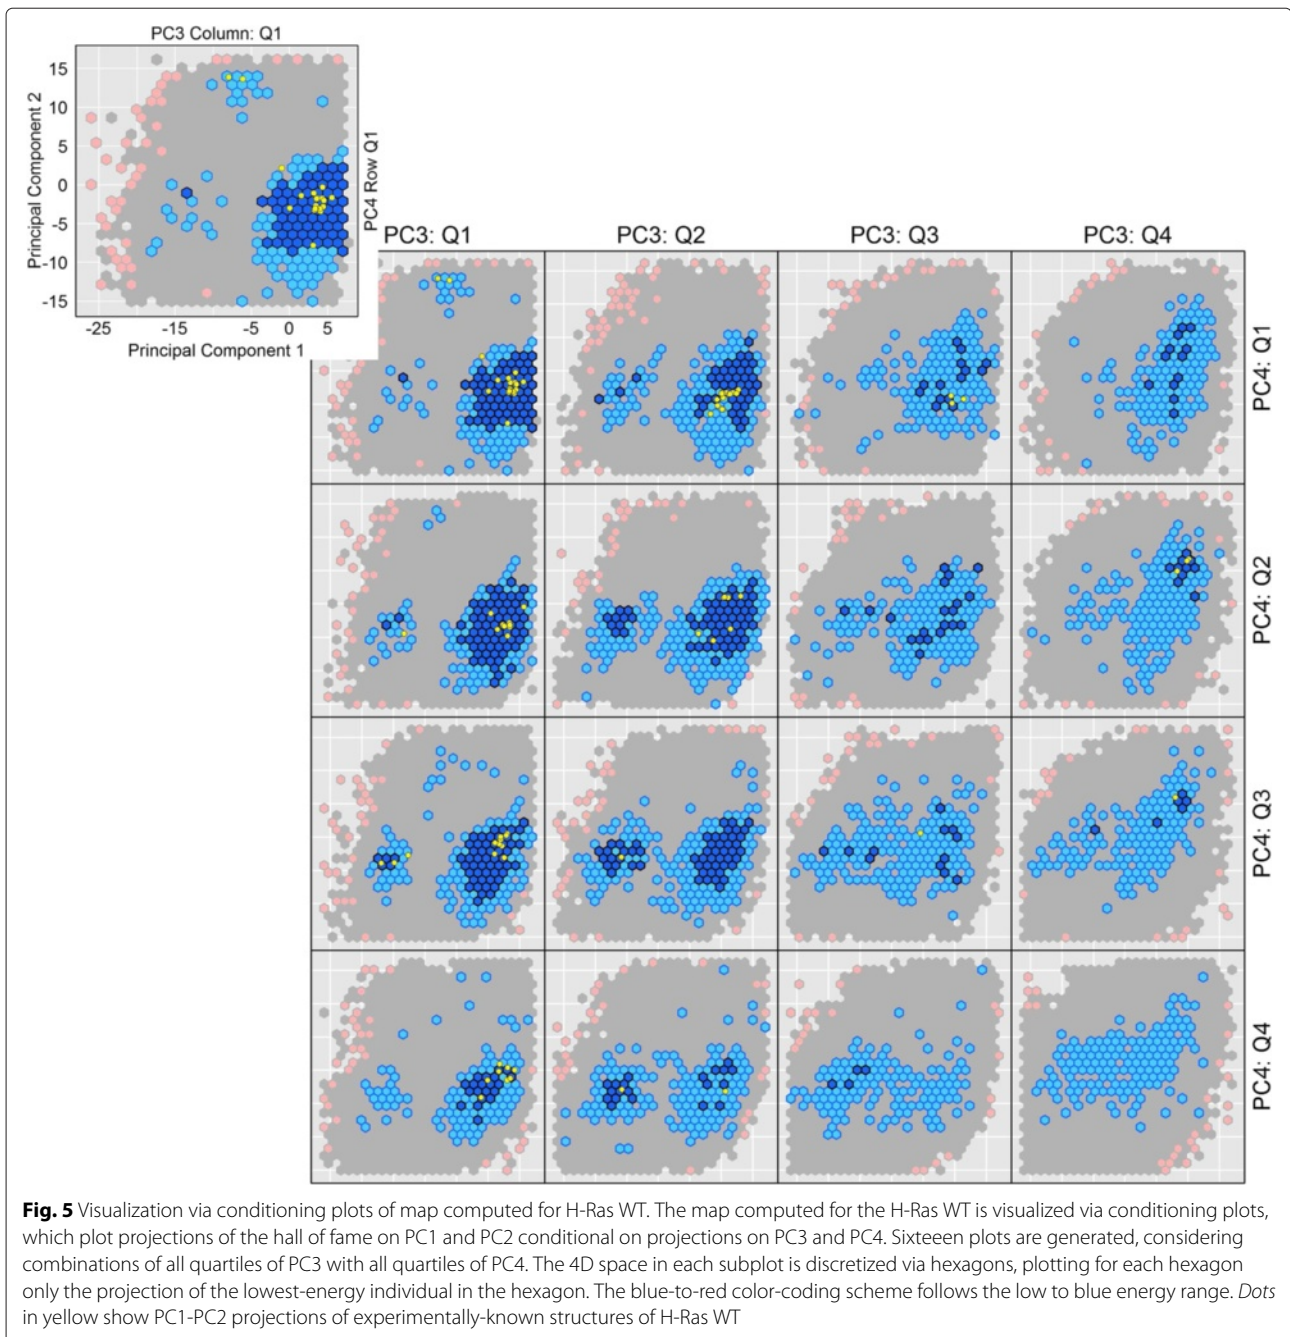 PC3 Column: Q1
Principal Component 2
15
10
5
0
-5
-10
-15
PC4 Row Q1
-25
-15
-5
0
5
Principal Component 1
PC3: Q1
PC3: Q2
PC3: Q3
PC3: Q4
PC4: Q1
PC4: Q2
PC4: Q3
PC4: Q4
Fig. 5 Visualization via conditioning plots of map computed for H-Ras WT. The map computed for the H-Ras WT is visualized via conditioning plots,
which plot projections of the hall of fame on PC1 and PC2 conditional on projections on PC3 and PC4. Sixteeen plots are generated, considering
combinations of all quartiles of PC3 with all quartiles of PC4. The 4D space in each subplot is discretized via hexagons, plotting for each hexagon
only the projection of the lowest-energy individual in the hexagon. The blue-to-red color-coding scheme follows the low to blue energy range. Dots
in yellow show PC1-PC2 projections of experimentally-known structures of H-Ras WT